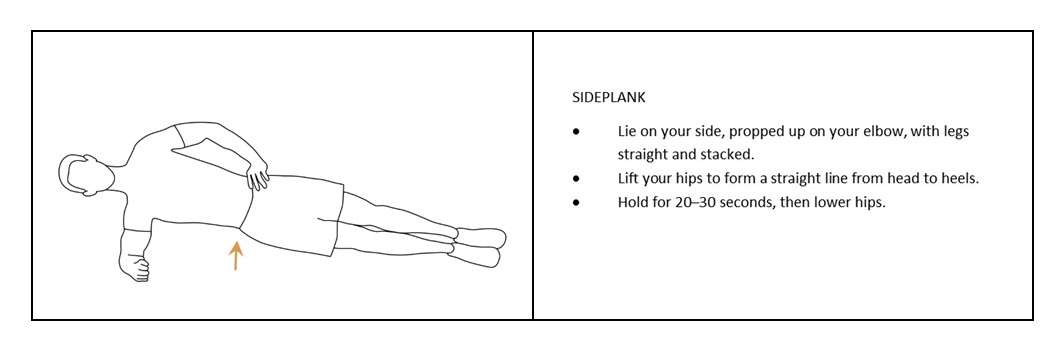 SIDEPLANK
● Lie on your side, propped up on your elbow, with legs
straight and stacked.
● Lift your hips to form a straight line from head to heels.
● Hold for 20–30 seconds, then lower hips.